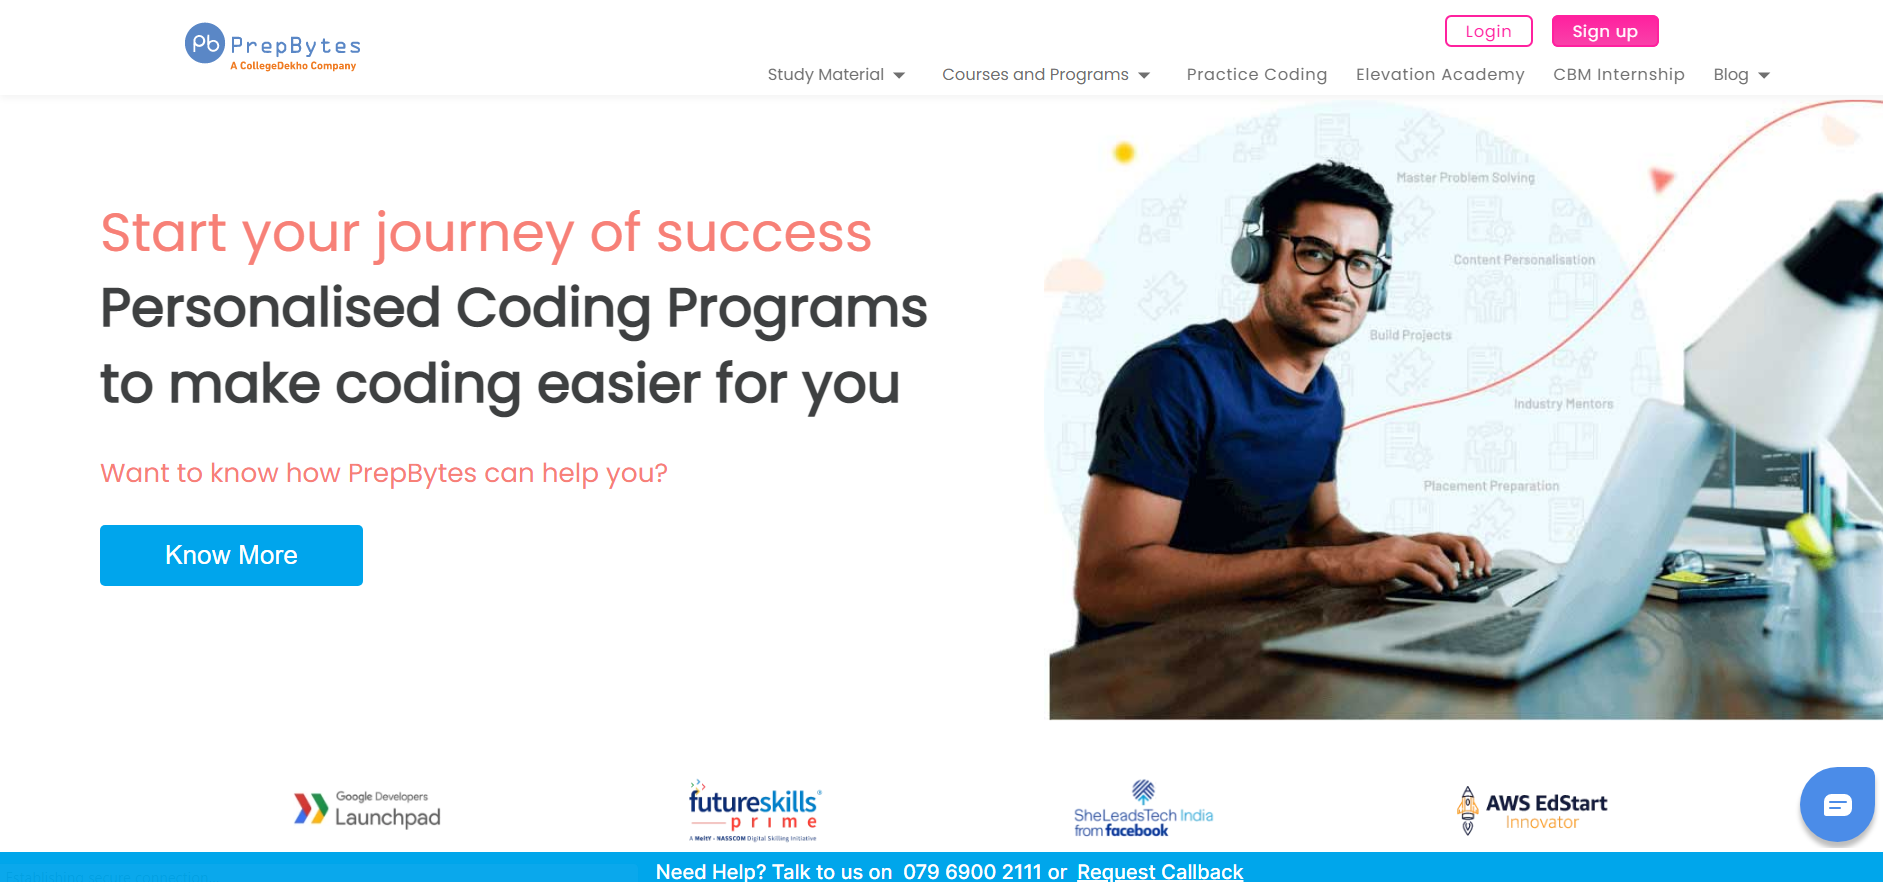 Pb PrepBytes
A CollegeDekho Company
Login
Sign up
Study Material
Courses and Programs
Practice Coding
Elevation Academy
CBM Internship
Blog
Start your journey of success
Personalised Coding Programs
to make coding easier for you
Want to know how PrepBytes can help you?
Know More
Master Problem Solving
Content Personalisation
Build Projects
Industry Mentors
Placement Preparation
Google Developers
Launchpad
futureskills
prime
A MeitY - NASSCOM Digital Skilling Initiative
SheLeadsTech India
from facebook
AWS EdStart
Innovator
Need Help? Talk to us on 079 6900 2111 or Request Callback
Establishing secure connection...